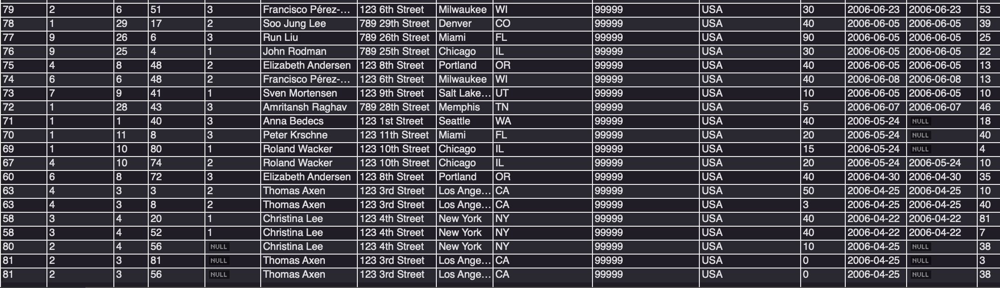 79 2 6 51 3 Francisco Pérez-... 123 6th Street Milwaukee WI 99999 USA 30 2006-06-23 2006-06-23 53
78 1 29 17 2 Soo Jung Lee 789 29th Street Denver CO 99999 USA 40 2006-06-05 2006-06-05 39
77 9 26 6 3 Run Liu 789 26th Street Miami FL 99999 USA 90 2006-06-05 2006-06-05 25
76 9 25 4 1 John Rodman 789 25th Street Chicago IL 99999 USA 30 2006-06-05 2006-06-05 22
75 4 8 48 2 Elizabeth Andersen 123 8th Street Portland OR 99999 USA 40 2006-06-05 2006-06-05 13
74 6 6 48 2 Francisco Pérez-... 123 6th Street Milwaukee WI 99999 USA 40 2006-06-08 2006-06-08 13
73 7 9 41 1 Sven Mortensen 123 9th Street Salt Lake... UT 99999 USA 10 2006-06-05 2006-06-05 10
72 1 28 43 3 Amritansh Raghav 789 28th Street Memphis TN 99999 USA 5 2006-06-07 2006-06-07 46
71 1 1 40 3 Anna Bedecs 123 1st Street Seattle WA 99999 USA 40 2006-05-24 NULL 18
70 1 11 8 3 Peter Krschne 123 11th Street Miami FL 99999 USA 20 2006-05-24 NULL 40
69 1 10 80 1 Roland Wacker 123 10th Street Chicago IL 99999 USA 15 2006-05-24 NULL 4
67 4 10 74 2 Roland Wacker 123 10th Street Chicago IL 99999 USA 20 2006-05-24 2006-05-24 10
60 6 8 72 3 Elizabeth Andersen 123 8th Street Portland OR 99999 USA 40 2006-04-30 2006-04-30 35
63 4 3 3 2 Thomas Axen 123 3rd Street Los Ange... CA 99999 USA 50 2006-04-25 2006-04-25 10
63 4 3 8 2 Thomas Axen 123 3rd Street Los Ange... CA 99999 USA 3 2006-04-25 2006-04-25 40
58 3 4 20 1 Christina Lee 123 4th Street New York NY 99999 USA 40 2006-04-22 2006-04-22 81
58 3 4 52 1 Christina Lee 123 4th Street New York NY 99999 USA 40 2006-04-22 2006-04-22 7
80 2 4 56 NULL Christina Lee 123 4th Street New York NY 99999 USA 10 2006-04-25 NULL 38
81 2 3 81 NULL Thomas Axen 123 3rd Street Los Ange... CA 99999 USA 0 2006-04-25 NULL 3
81 2 3 56 NULL Thomas Axen 123 3rd Street Los Ange... CA 99999 USA 0 2006-04-25 NULL 38